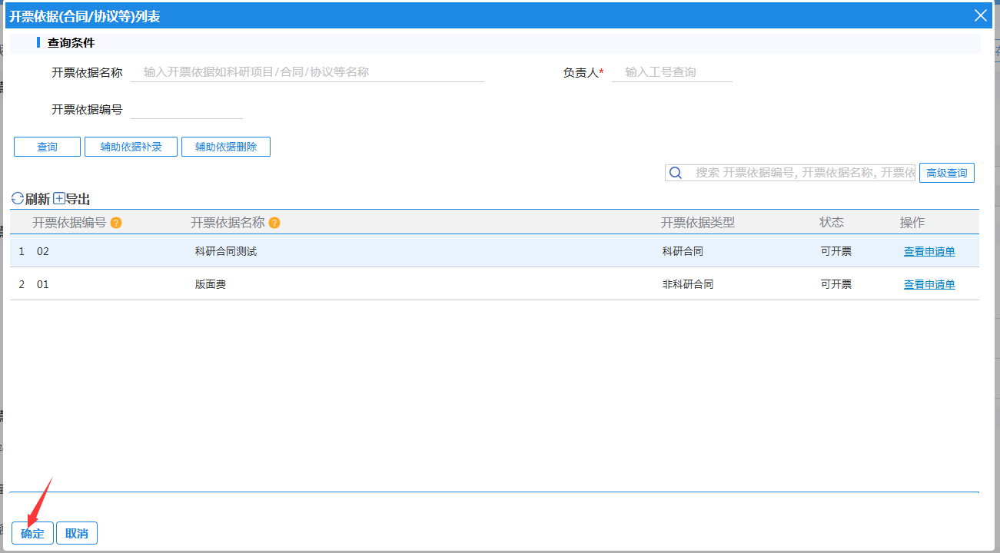 开票依据(合同/协议等)列表
查询条件
开票依据名称 输入开票依据如科研项目/合同/协议等名称 负责人* 输入工号查询
开票依据编号
查询 辅助依据补录 辅助依据删除
搜索 开票依据编号, 开票依据名称, 开票依 高级查询
刷新 导出
开票依据编号 ? 开票依据名称 ? 开票依据类型 状态 操作
1 02 科研合同测试 科研合同 可开票 查看申请单
2 01 版面费 非科研合同 可开票 查看申请单
确定 取消